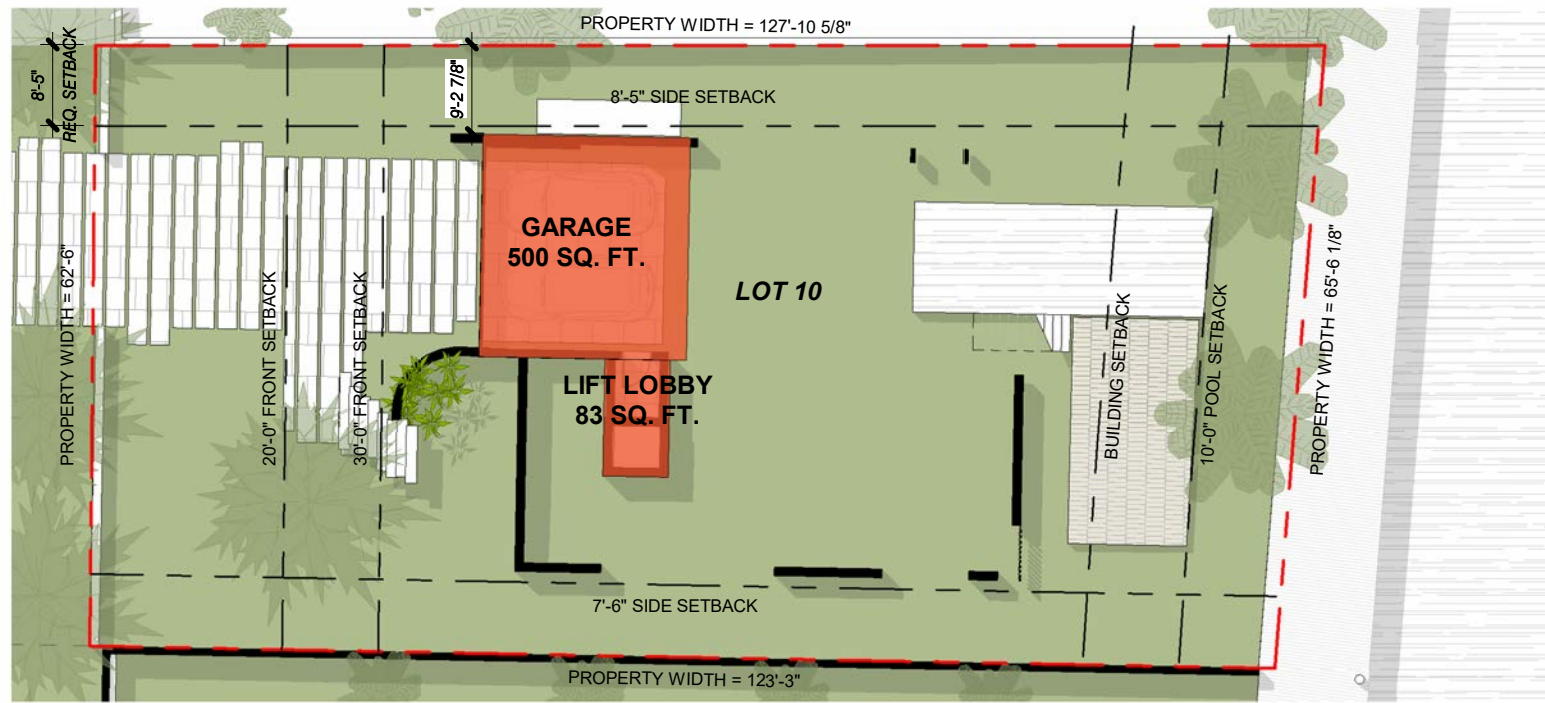 PROPERTY WIDTH = 127'-10 5/8"
8'-5"
REQ. SETBACK
9'-2 7/8"
8'-5" SIDE SETBACK
GARAGE
500 SQ. FT.
LOT 10
PROPERTY WIDTH = 62'-6"
20'-0" FRONT SETBACK
30'-0" FRONT SETBACK
LIFT LOBBY
83 SQ. FT.
BUILDING SETBACK
10'-0" POOL SETBACK
PROPERTY WIDTH = 65'-6 1/8"
7'-6" SIDE SETBACK
PROPERTY WIDTH = 123'-3"